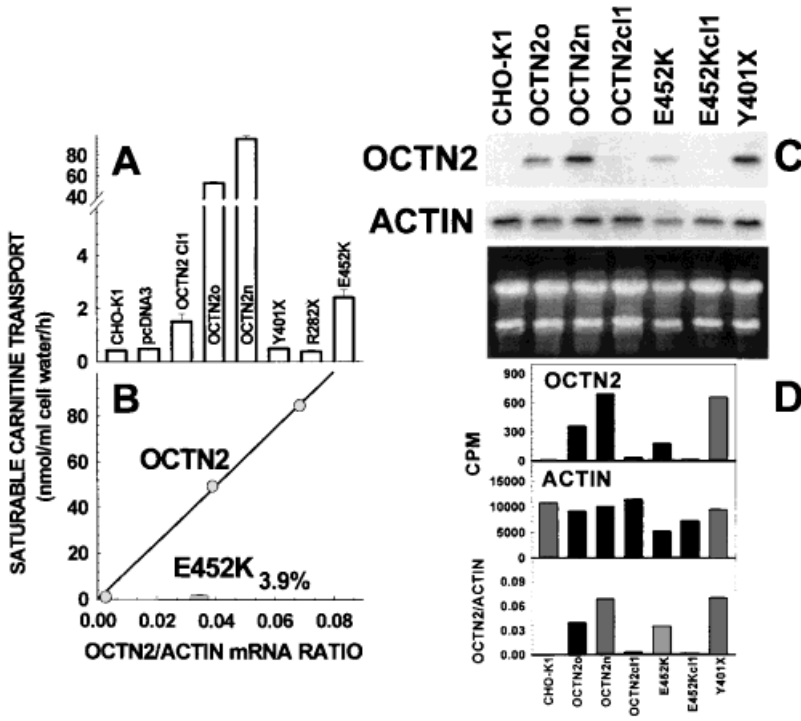 A
SATURABLE CARNITINE TRANSPORT
(nmol/ml cell water/h)
80
60
40
4
2
0
CHO-K1
pcDNA3
OCTN2 Cl1
OCTN2o
OCTN2n
Y401X
R282X
E452K
B
80
60
40
20
0
OCTN2
E452K 3.9%
0.00 0.02 0.04 0.06 0.08
OCTN2/ACTIN mRNA RATIO
CHO-K1
OCTN2o
OCTN2n
OCTN2cl1
E452K
E452Kcl1
Y401X
OCTN2
C
ACTIN
D
CPM
900
600
300
0
OCTN2
15000
10000
5000
0
ACTIN
OCTN2/ACTIN
0.09
0.06
0.03
0.00
CHO-K1
OCTN2o
OCTN2n
OCTN2cl1
E452K
E452Kcl1
Y401X